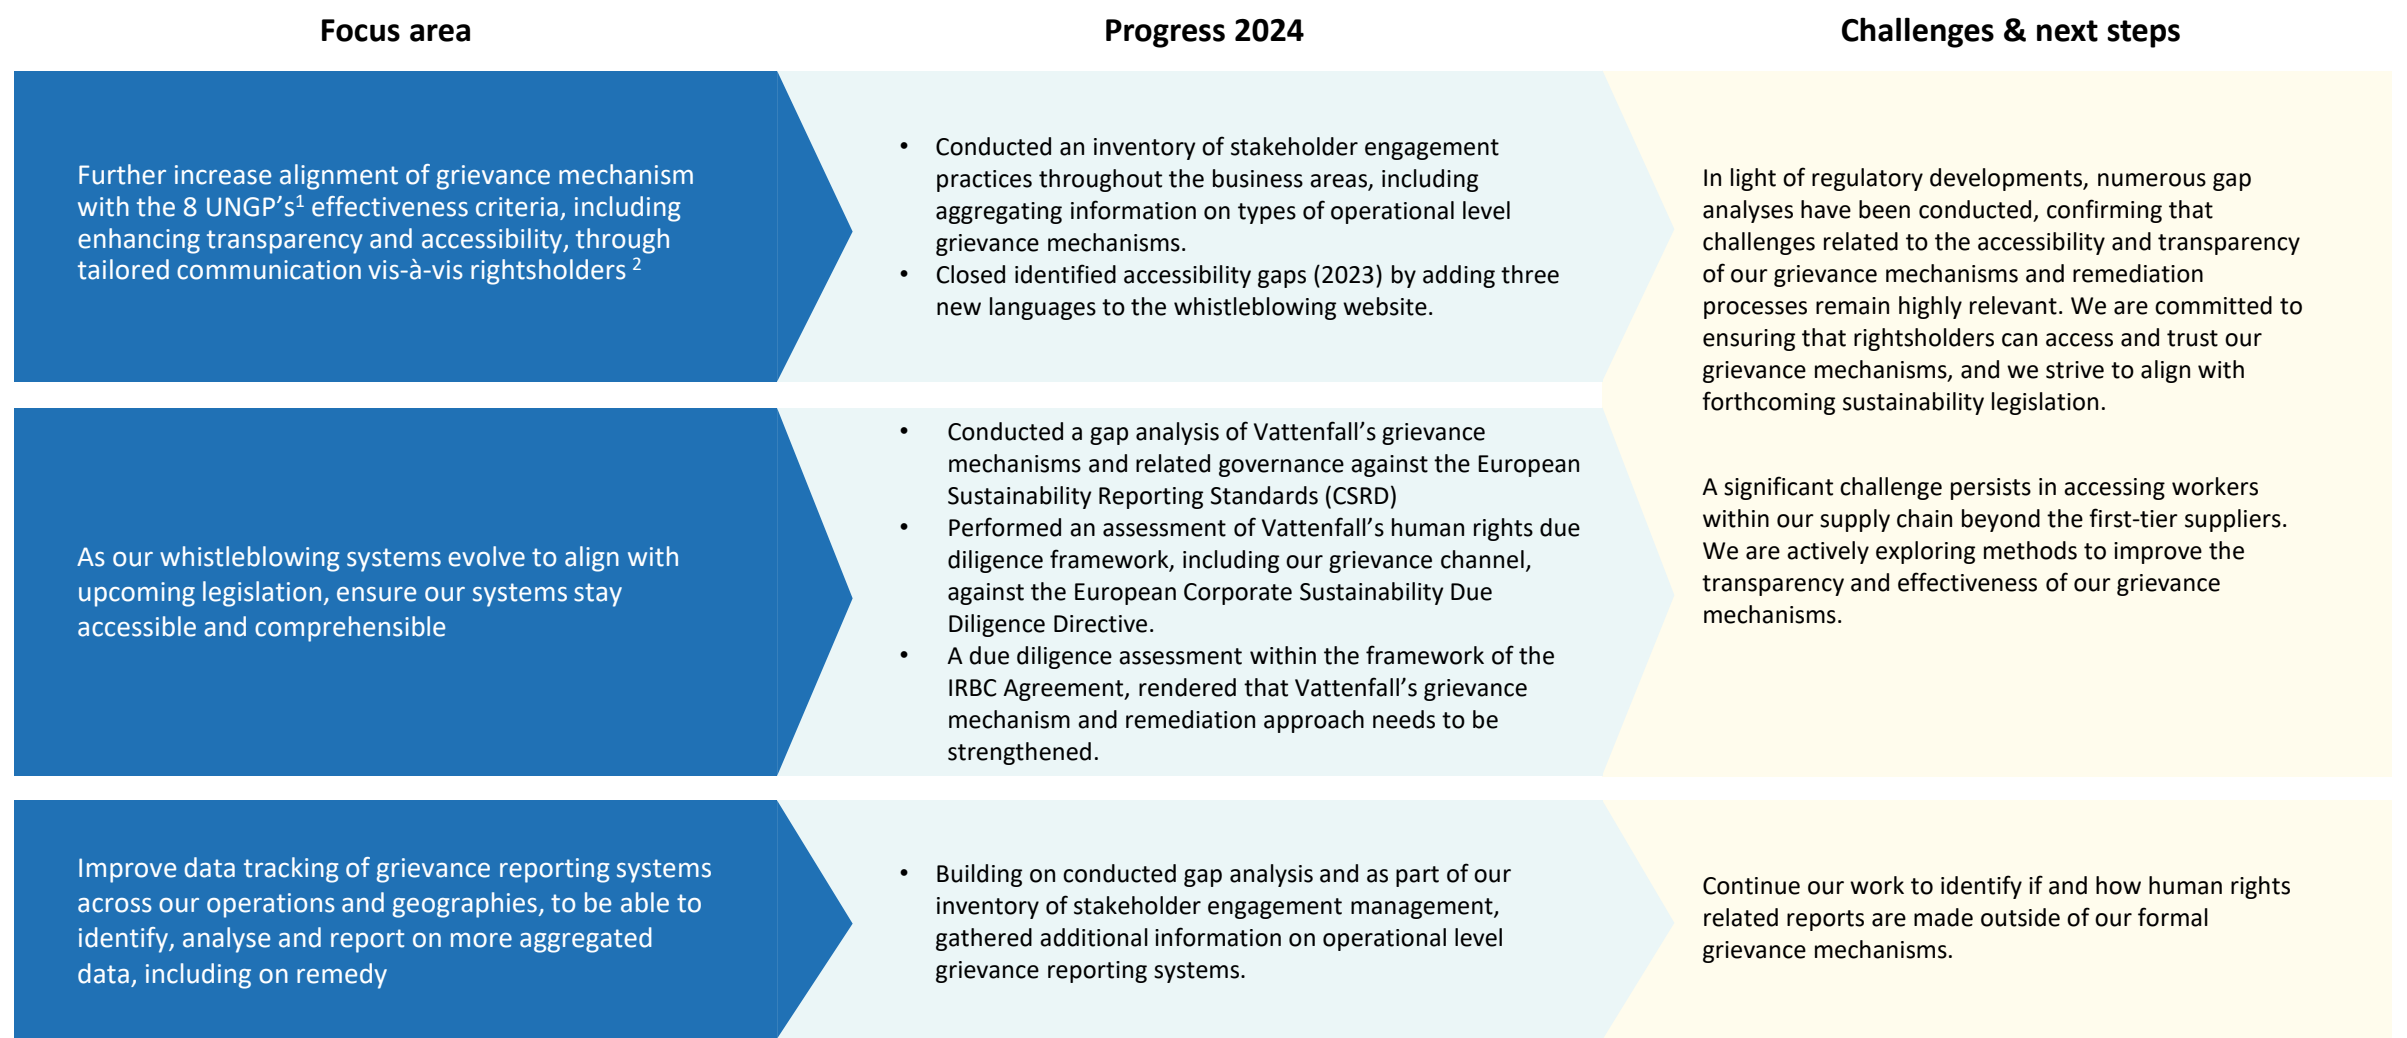 Focus area
Progress 2024
Challenges & next steps
Further increase alignment of grievance mechanism
with the 8 UNGP’s1 effectiveness criteria, including
enhancing transparency and accessibility, through
tailored communication vis-à-vis rightsholders 2
• Conducted an inventory of stakeholder engagement
practices throughout the business areas, including
aggregating information on types of operational level
grievance mechanisms.
• Closed identified accessibility gaps (2023) by adding three
new languages to the whistleblowing website.
In light of regulatory developments, numerous gap
analyses have been conducted, confirming that
challenges related to the accessibility and transparency
of our grievance mechanisms and remediation
processes remain highly relevant. We are committed to
ensuring that rightsholders can access and trust our
grievance mechanisms, and we strive to align with
forthcoming sustainability legislation.
A significant challenge persists in accessing workers
within our supply chain beyond the first-tier suppliers.
We are actively exploring methods to improve the
transparency and effectiveness of our grievance
mechanisms.
As our whistleblowing systems evolve to align with
upcoming legislation, ensure our systems stay
accessible and comprehensible
• Conducted a gap analysis of Vattenfall’s grievance
mechanisms and related governance against the European
Sustainability Reporting Standards (CSRD)
• Performed an assessment of Vattenfall’s human rights due
diligence framework, including our grievance channel,
against the European Corporate Sustainability Due
Diligence Directive.
• A due diligence assessment within the framework of the
IRBC Agreement, rendered that Vattenfall’s grievance
mechanism and remediation approach needs to be
strengthened.
Improve data tracking of grievance reporting systems
across our operations and geographies, to be able to
identify, analyse and report on more aggregated
data, including on remedy
• Building on conducted gap analysis and as part of our
inventory of stakeholder engagement management,
gathered additional information on operational level
grievance reporting systems.
Continue our work to identify if and how human rights
related reports are made outside of our formal
grievance mechanisms.